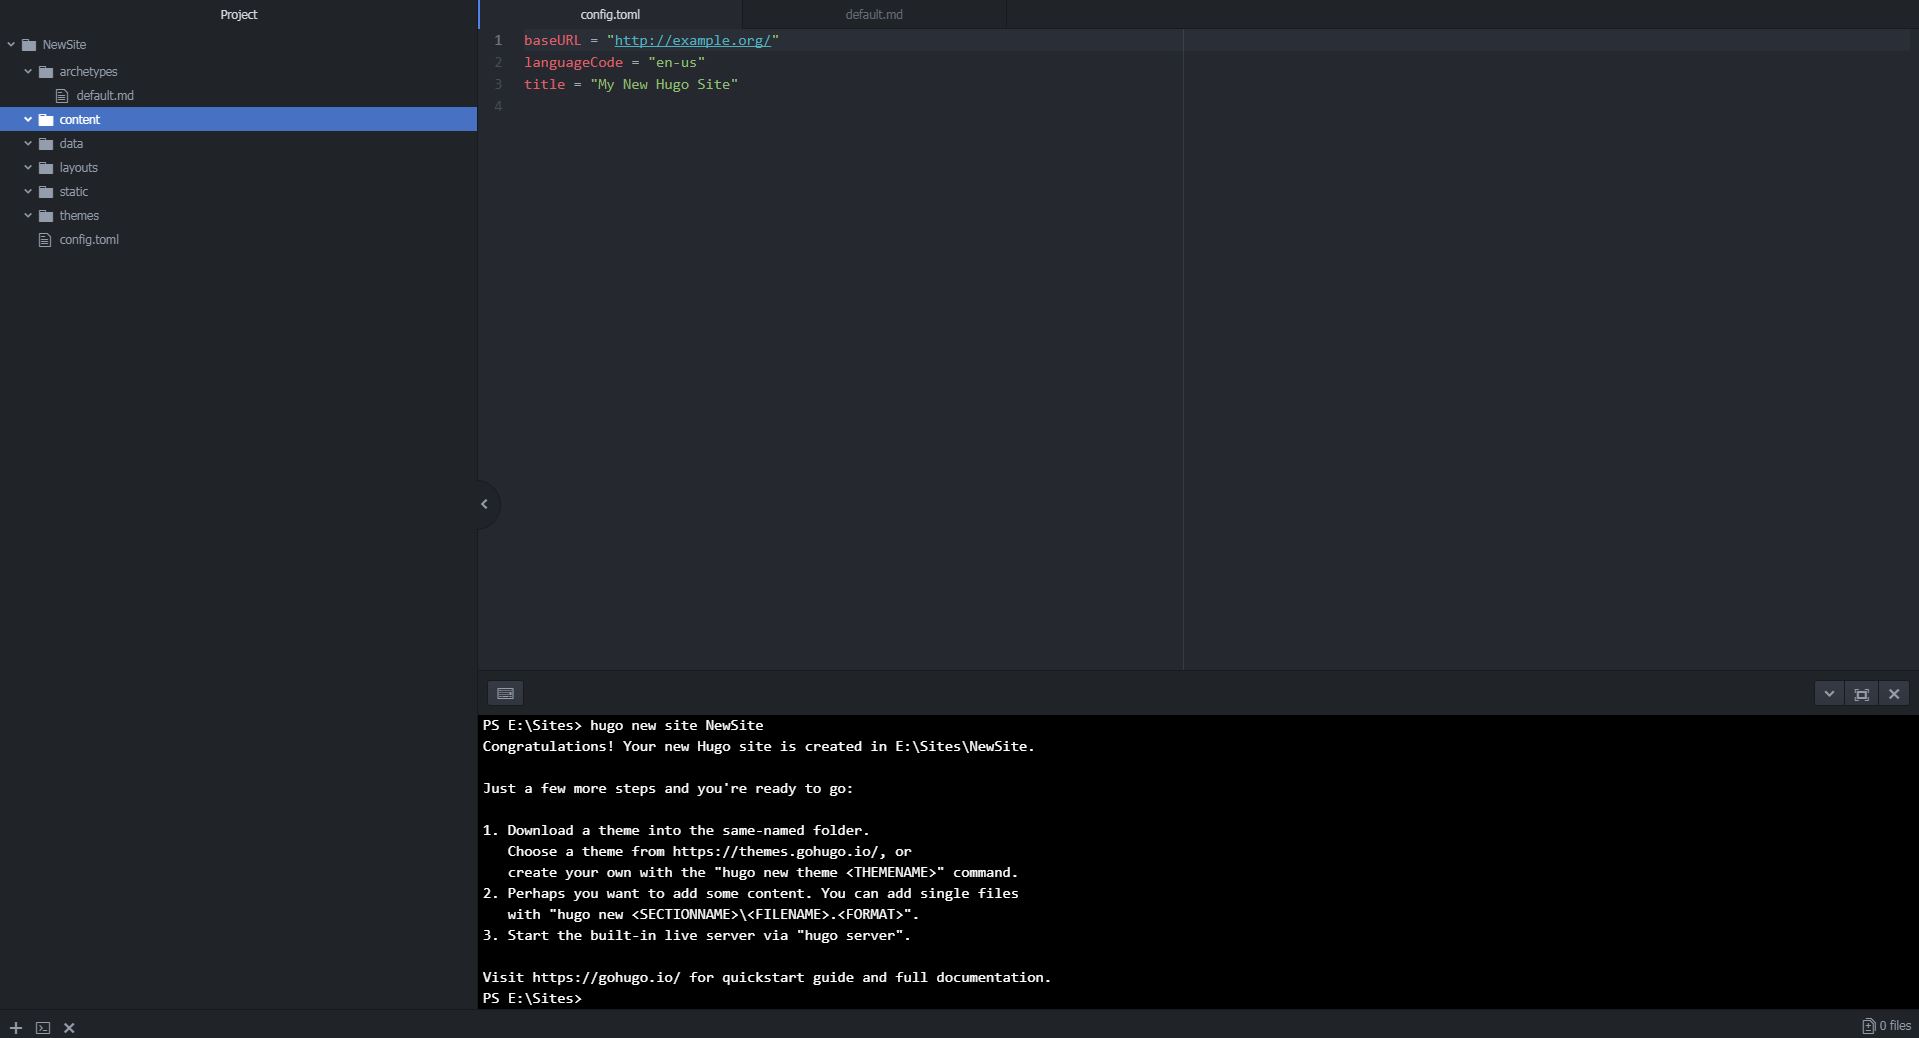 Project
NewSite
archetypes
default.md
content
data
layouts
static
themes
config.toml
config.toml
default.md
1 baseURL = "http://example.org/"
2 languageCode = "en-us"
3 title = "My New Hugo Site"
4
PS E:\Sites> hugo new site NewSite
Congratulations! Your new Hugo site is created in E:\Sites\NewSite.
Just a few more steps and you're ready to go:
1. Download a theme into the same-named folder.
Choose a theme from https://themes.gohugo.io/, or
create your own with the "hugo new theme <THEMENAME>" command.
2. Perhaps you want to add some content. You can add single files
with "hugo new <SECTIONNAME>\<FILENAME>.<FORMAT>".
3. Start the built-in live server via "hugo server".
Visit https://gohugo.io/ for quickstart guide and full documentation.
PS E:\Sites>
0 files